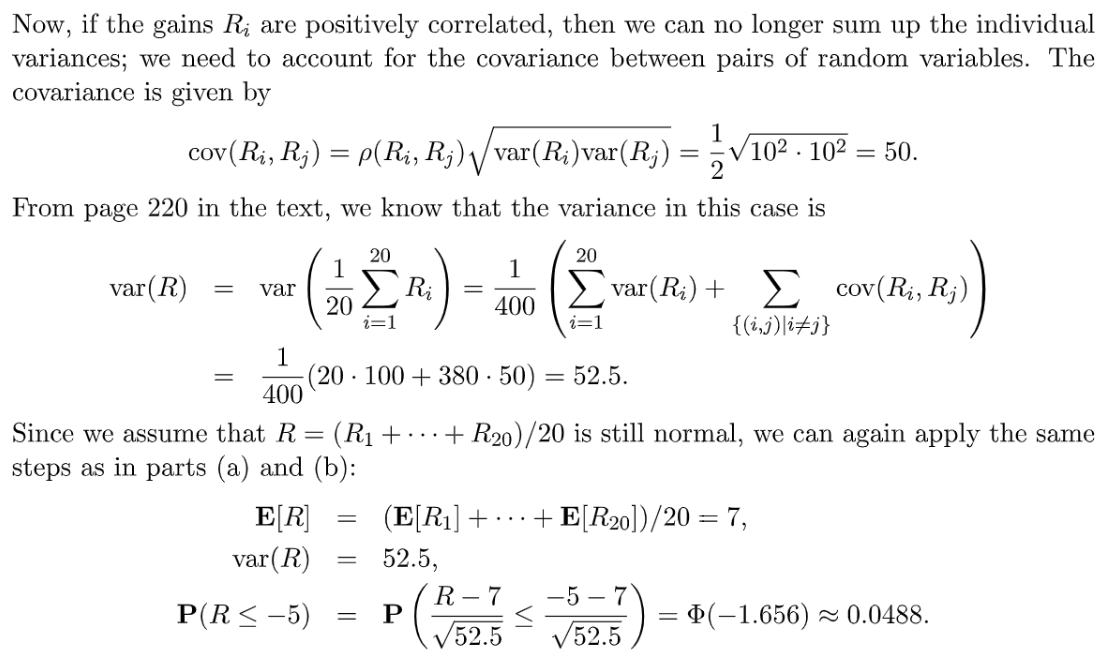 Now, if the gains R_i are positively correlated, then we can no longer sum up the individual
variances; we need to account for the covariance between pairs of random variables. The
covariance is given by
cov(R_i, R_j) = ρ(R_i, R_j)√(var(R_i)var(R_j)) = 1/2 √(10² · 10²) = 50.
From page 220 in the text, we know that the variance in this case is
var(R) = var(1/20 ∑_{i=1}^{20} R_i) = 1/400 (∑_{i=1}^{20} var(R_i) + ∑_{{(i,j)|i≠j}} cov(R_i, R_j))
= 1/400 (20 · 100 + 380 · 50) = 52.5.
Since we assume that R = (R_1 + · · · + R_20)/20 is still normal, we can again apply the same
steps as in parts (a) and (b):
E[R] = (E[R_1] + · · · + E[R_20])/20 = 7,
var(R) = 52.5,
P(R ≤ −5) = P((R − 7)/√52.5 ≤ (−5 − 7)/√52.5) = Φ(−1.656) ≈ 0.0488.